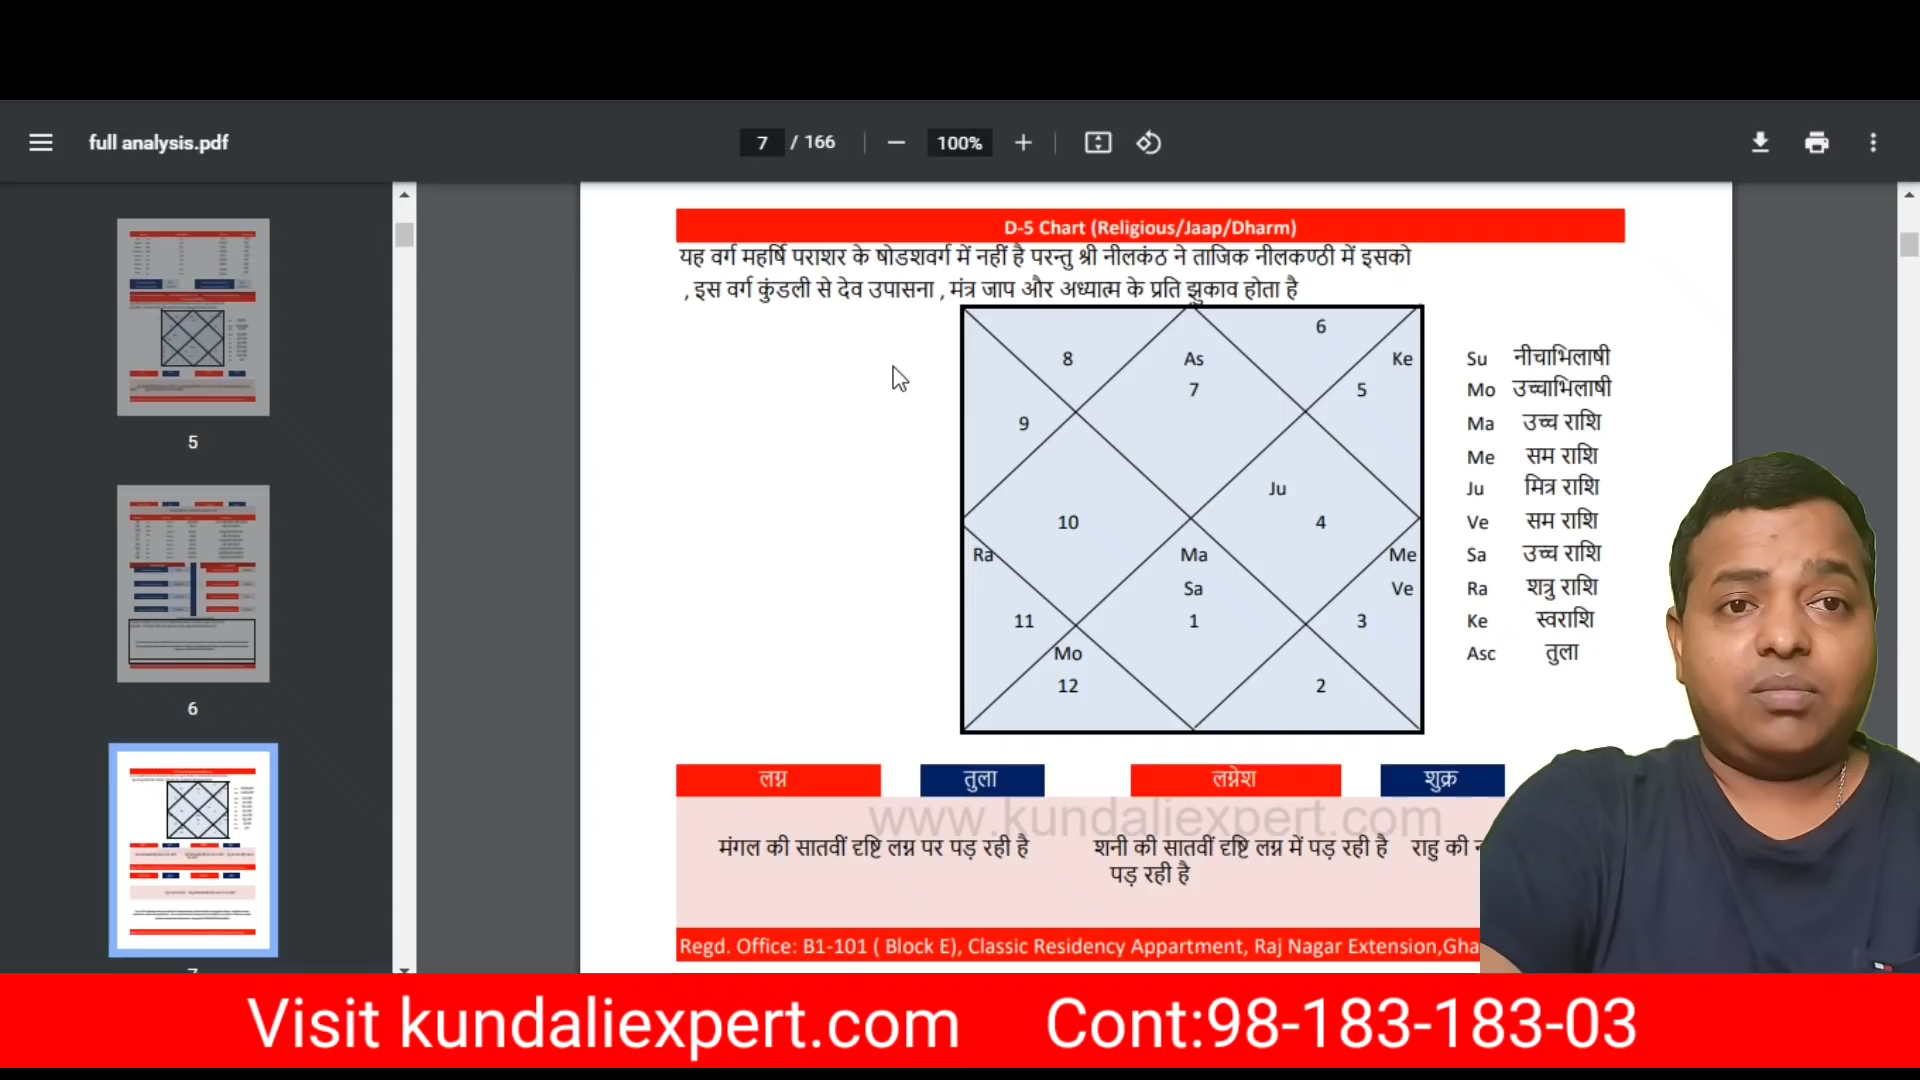 full analysis.pdf
7 / 166
100%
5
6
D-5 Chart (Religious/Jaap/Dharm)
यह वर्ग महर्षि पराशर के षोडशवर्ग में नहीं है परन्तु श्री नीलकंठ ने ताजिक नीलकण्ठी में इसको
, इस वर्ग कुंडली से देव उपासना , मंत्र जाप और अध्यात्म के प्रति झुकाव होता है
6
8 As Ke
7 5
9
Ju
10 4
Ra Ma Me
Sa Ve
11 1 3
Mo
12 2
Su नीचाभिलाषी
Mo उच्चाभिलाषी
Ma उच्च राशि
Me सम राशि
Ju मित्र राशि
Ve सम राशि
Sa उच्च राशि
Ra शत्रु राशि
Ke स्वराशि
Asc तुला
लग्न तुला लग्नेश शुक्र
www.kundaliexpert.com
मंगल की सातवीं दृष्टि लग्न पर पड़ रही है शनी की सातवीं दृष्टि लग्न में पड़ रही है राहु की
पड़ रही है
Regd. Office: B1-101 ( Block E), Classic Residency Appartment, Raj Nagar Extension,Gha
Visit kundaliexpert.com Cont:98-183-183-03